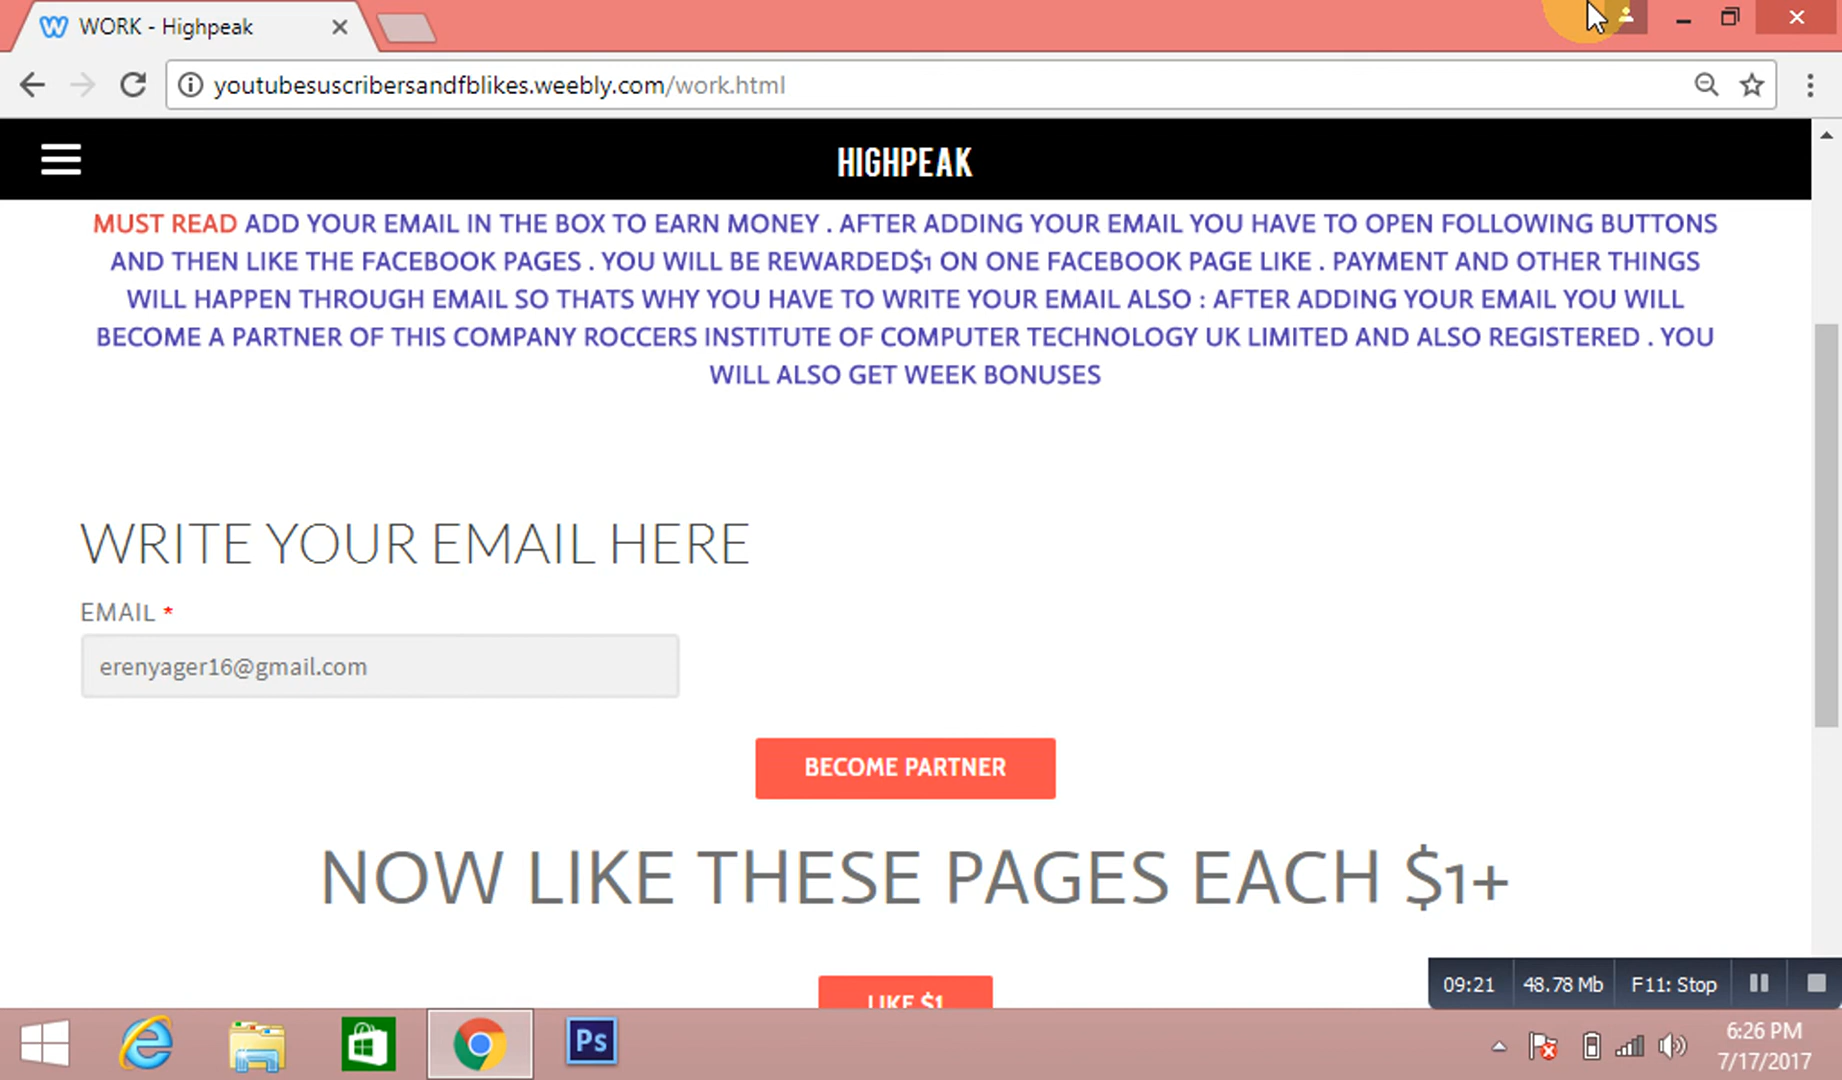 WORK - Highpeak
youtubesuscribersandfblikes.weebly.com/work.html
HIGHPEAK
MUST READ ADD YOUR EMAIL IN THE BOX TO EARN MONEY . AFTER ADDING YOUR EMAIL YOU HAVE TO OPEN FOLLOWING BUTTONS
AND THEN LIKE THE FACEBOOK PAGES . YOU WILL BE REWARDED$1 ON ONE FACEBOOK PAGE LIKE . PAYMENT AND OTHER THINGS
WILL HAPPEN THROUGH EMAIL SO THATS WHY YOU HAVE TO WRITE YOUR EMAIL ALSO : AFTER ADDING YOUR EMAIL YOU WILL
BECOME A PARTNER OF THIS COMPANY ROCCERS INSTITUTE OF COMPUTER TECHNOLOGY UK LIMITED AND ALSO REGISTERED . YOU
WILL ALSO GET WEEK BONUSES
WRITE YOUR EMAIL HERE
EMAIL *
erenyager16@gmail.com
BECOME PARTNER
NOW LIKE THESE PAGES EACH $1+
LIKE $1
09:21 48.78 Mb F11: Stop
Ps
6:26 PM
7/17/2017